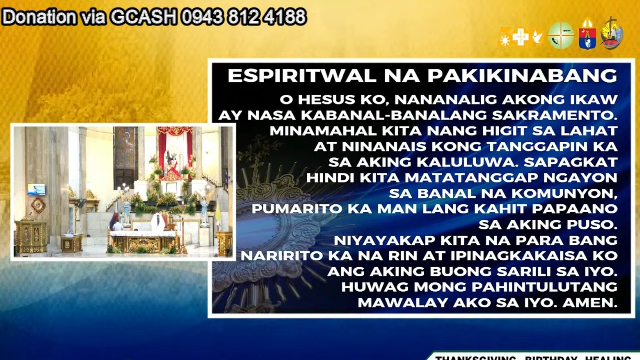 Donation via GCASH 0943 812 4188
ESPIRITWAL NA PAKIKINABANG
O HESUS KO, NANANALIG AKONG IKAW
AY NASA KABANAL-BANALANG SAKRAMENTO.
MINAMAHAL KITA NANG HIGIT SA LAHAT
AT NINANAIS KONG TANGGAPIN KA
SA AKING KALULUWA. SAPAGKAT
HINDI KITA MATATANGGAP NGAYON
SA BANAL NA KOMUNYON,
PUMARITO KA MAN LANG KAHIT PAPAANO
SA AKING PUSO.
NIYAYAKAP KITA NA PARA BANG
NARIRITO KA NA RIN AT IPINAGKAKAISA KO
ANG AKING BUONG SARILI SA IYO.
HUWAG MONG PAHINTULUTANG
MAWALAY AKO SA IYO. AMEN.
THANKSGIVING BIRTHDAY HEALING